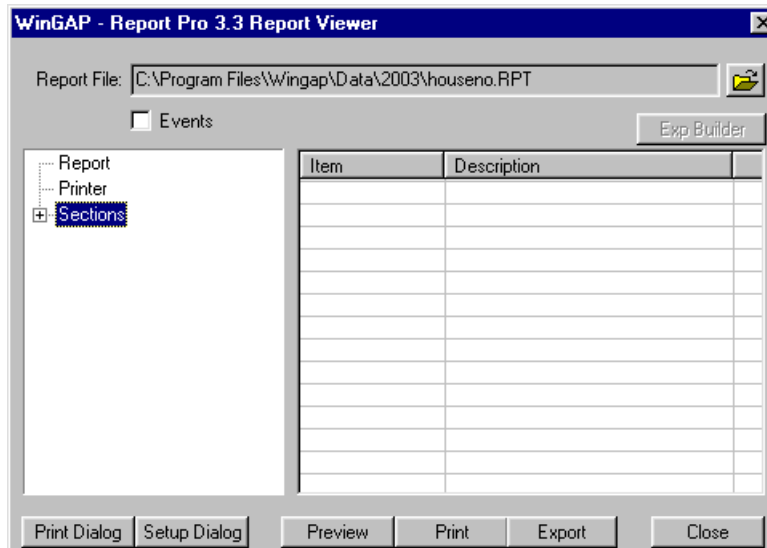 WinGAP - Report Pro 3.3 Report Viewer
Report File: C:\Program Files\Wingap\Data\2003\houseno.RPT
Events
Exp Builder
Report
Printer
Sections
Item Description
Print Dialog Setup Dialog Preview Print Export Close